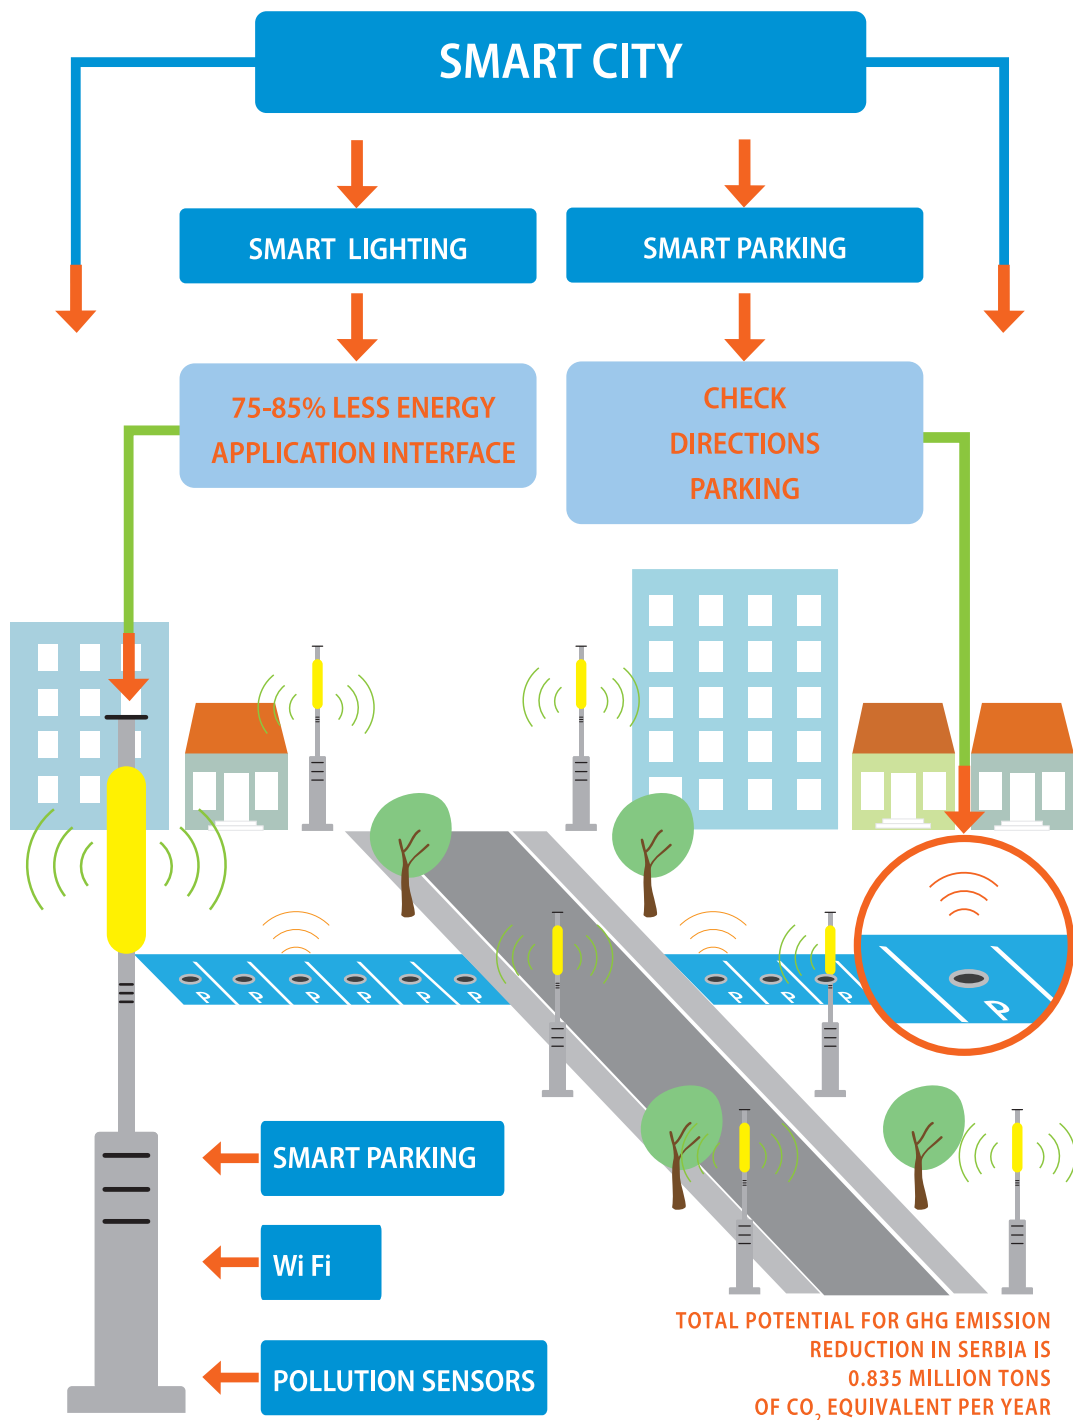 SMART CITY
SMART LIGHTING
SMART PARKING
75-85% LESS ENERGY
APPLICATION INTERFACE
CHECK
DIRECTIONS
PARKING
P P P P P P
P P P
P
SMART PARKING
Wi Fi
POLLUTION SENSORS
TOTAL POTENTIAL FOR GHG EMISSION
REDUCTION IN SERBIA IS
0.835 MILLION TONS
OF CO₂ EQUIVALENT PER YEAR